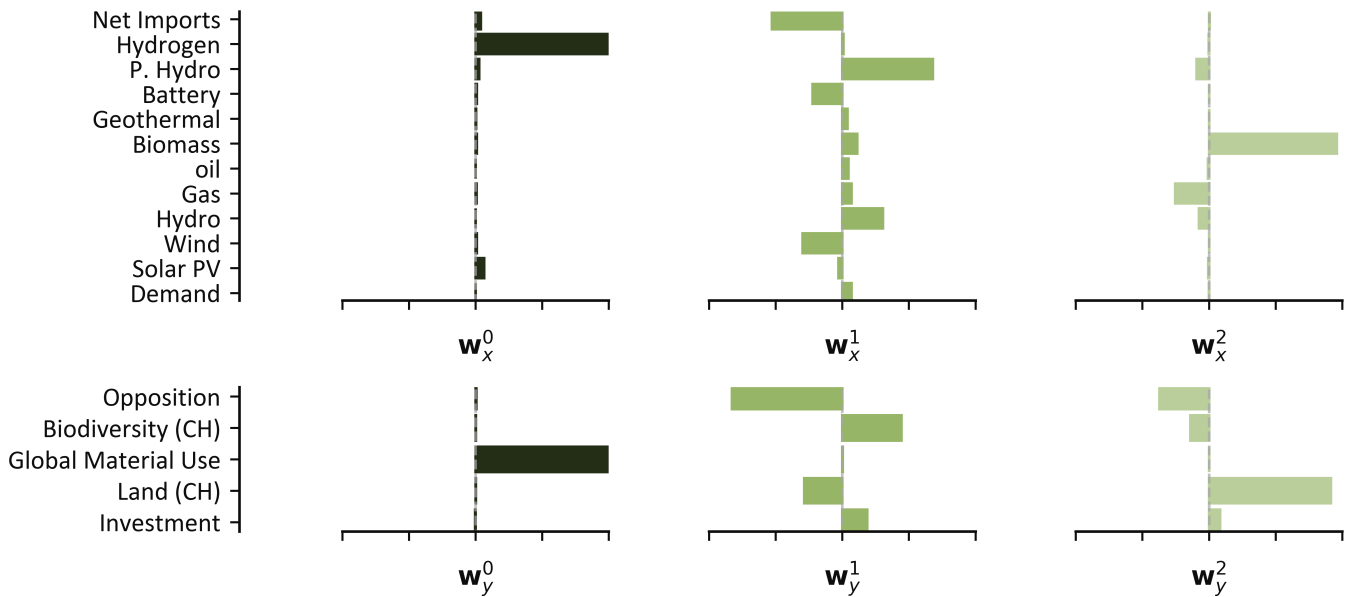 Net Imports
Hydrogen
P. Hydro
Battery
Geothermal
Biomass
oil
Gas
Hydro
Wind
Solar PV
Demand
w_x^0 w_x^1 w_x^2
Opposition
Biodiversity (CH)
Global Material Use
Land (CH)
Investment
w_y^0 w_y^1 w_y^2